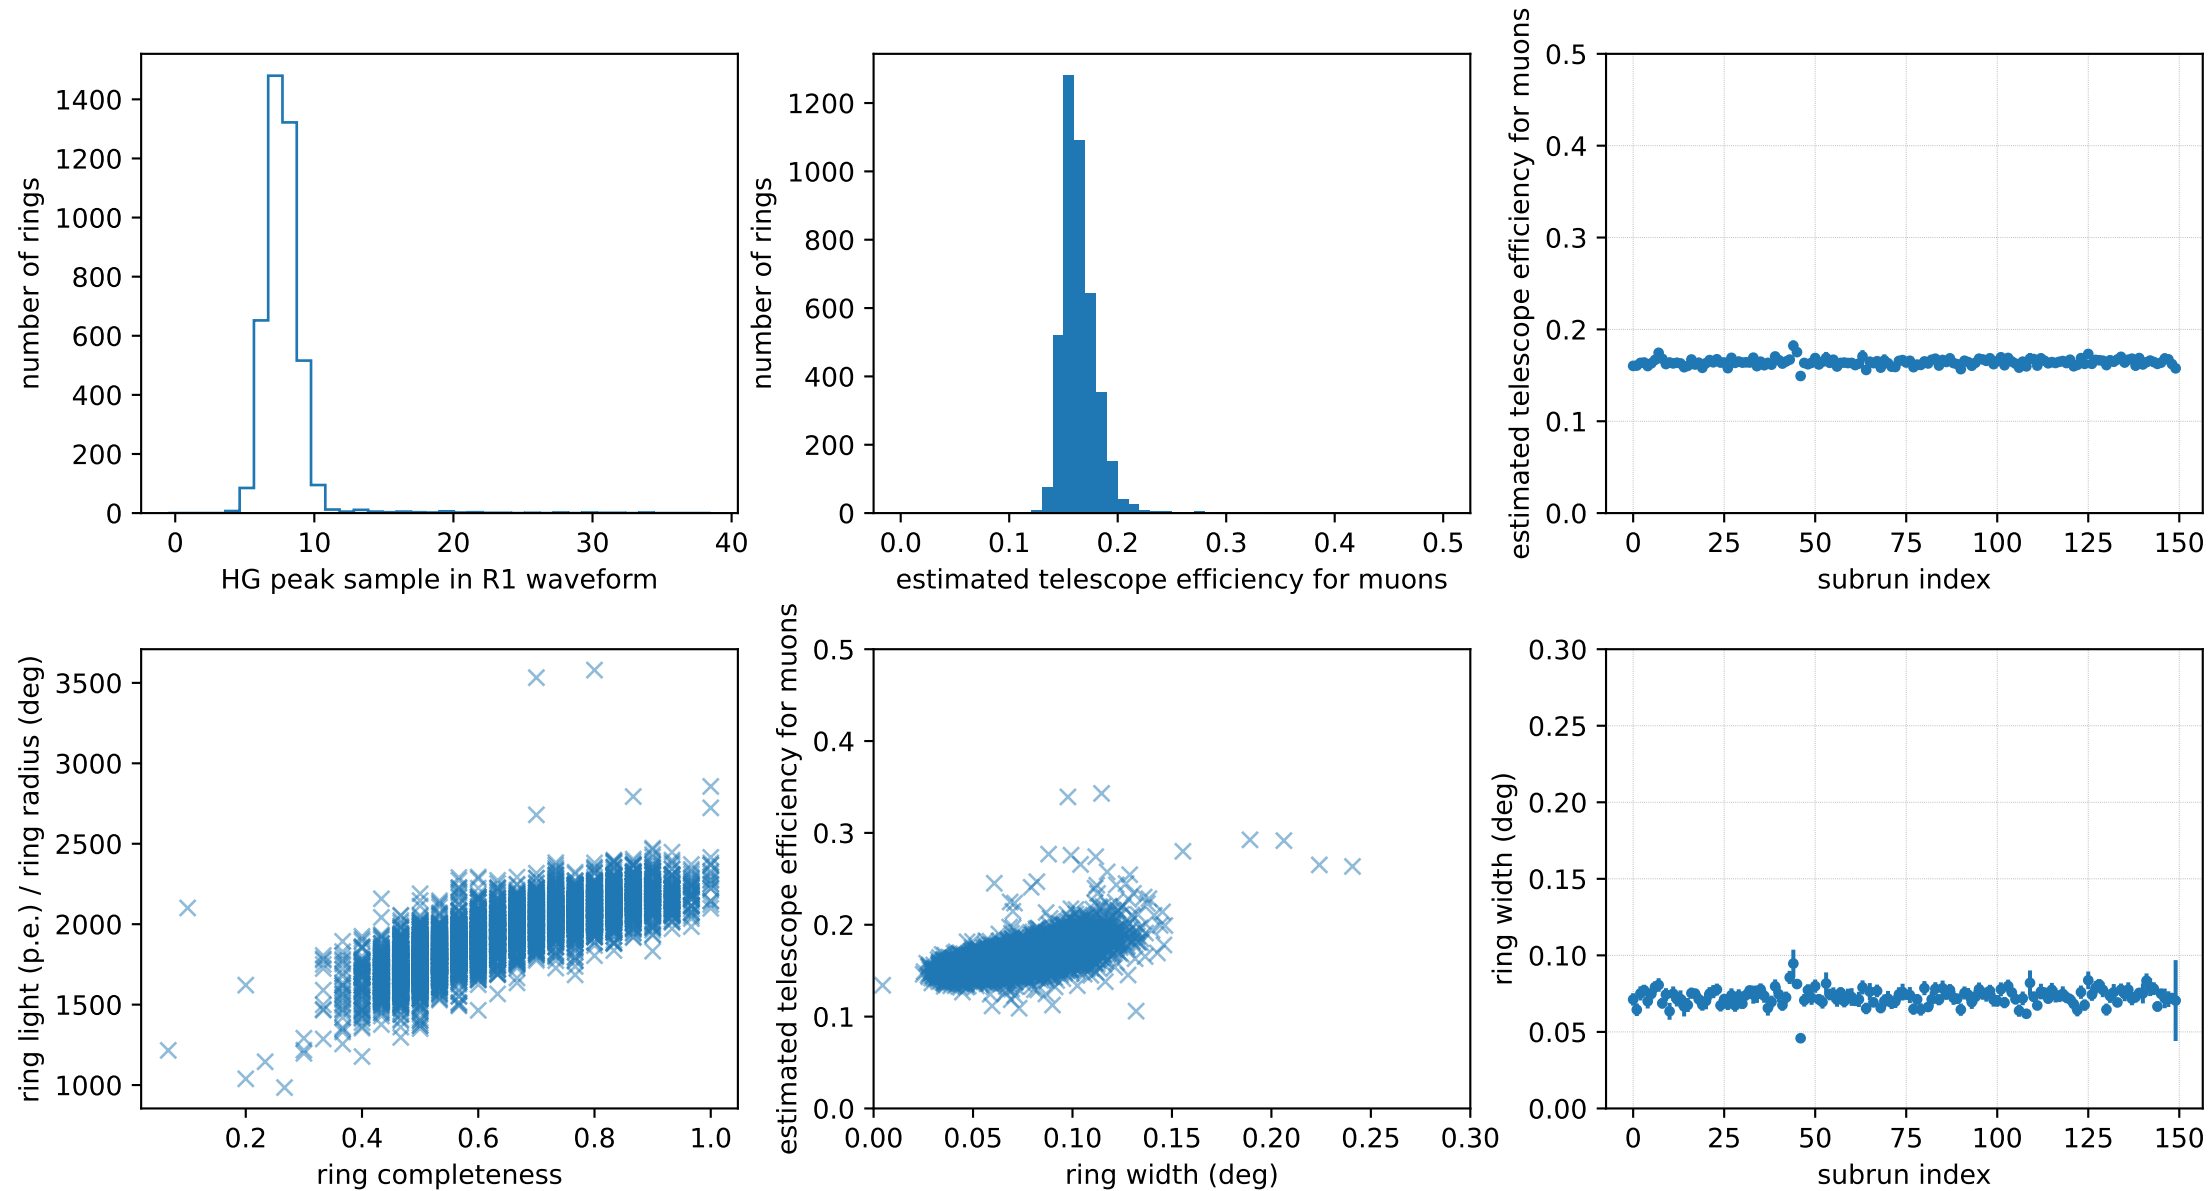 number of rings
1400
1200
1000
800
600
400
200
0
0 10 20 30 40
HG peak sample in R1 waveform
number of rings
1200
1000
800
600
400
200
0
0.0 0.1 0.2 0.3 0.4 0.5
estimated telescope efficiency for muons
estimated telescope efficiency for muons
0.5
0.4
0.3
0.2
0.1
0.0
0 25 50 75 100 125 150
subrun index
ring light (p.e.) / ring radius (deg)
3500
3000
2500
2000
1500
1000
0.2 0.4 0.6 0.8 1.0
ring completeness
estimated telescope efficiency for muons
0.5
0.4
0.3
0.2
0.1
0.0
0.00 0.05 0.10 0.15 0.20 0.25 0.30
ring width (deg)
ring width (deg)
0.30
0.25
0.20
0.15
0.10
0.05
0.00
0 25 50 75 100 125 150
subrun index